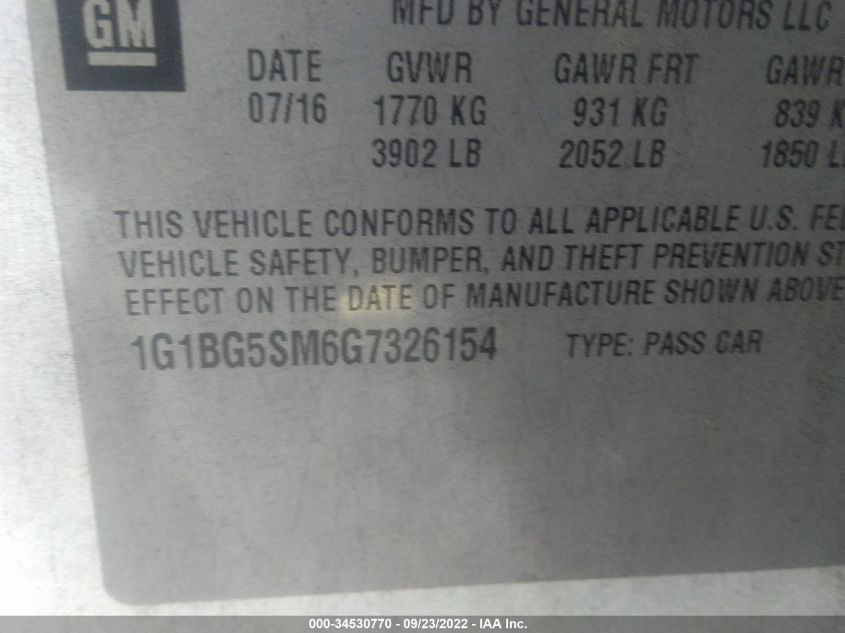 GM
MFD BY GENERAL MOTORS LLC
DATE GVWR GAWR FRT GAWR
07/16 1770 KG 931 KG 839 K
3902 LB 2052 LB 1850 L
THIS VEHICLE CONFORMS TO ALL APPLICABLE U.S. FE
VEHICLE SAFETY, BUMPER, AND THEFT PREVENTION ST
EFFECT ON THE DATE OF MANUFACTURE SHOWN ABOVE
1G1BG5SM6G7326154 TYPE: PASS CAR
000-34530770 - 09/23/2022 - IAA Inc.